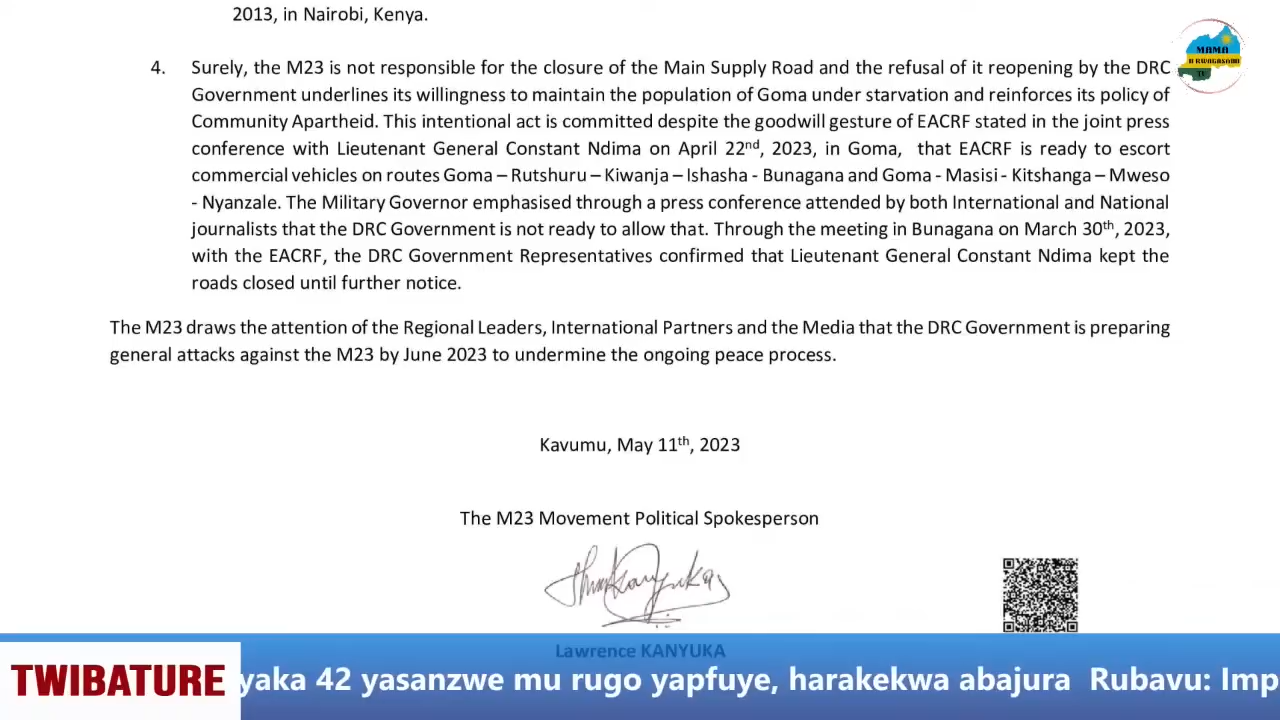 2013, in Nairobi, Kenya.
MAMA
U RWAGASABO
TV
4. Surely, the M23 is not responsible for the closure of the Main Supply Road and the refusal of it reopening by the DRC
Government underlines its willingness to maintain the population of Goma under starvation and reinforces its policy of
Community Apartheid. This intentional act is committed despite the goodwill gesture of EACRF stated in the joint press
conference with Lieutenant General Constant Ndima on April 22nd, 2023, in Goma, that EACRF is ready to escort
commercial vehicles on routes Goma – Rutshuru – Kiwanja – Ishasha - Bunagana and Goma - Masisi - Kitshanga – Mweso
- Nyanzale. The Military Governor emphasised through a press conference attended by both International and National
journalists that the DRC Government is not ready to allow that. Through the meeting in Bunagana on March 30th, 2023,
with the EACRF, the DRC Government Representatives confirmed that Lieutenant General Constant Ndima kept the
roads closed until further notice.
The M23 draws the attention of the Regional Leaders, International Partners and the Media that the DRC Government is preparing
general attacks against the M23 by June 2023 to undermine the ongoing peace process.
Kavumu, May 11th, 2023
The M23 Movement Political Spokesperson
Lawrence KANYUKA
TWIBATURE
yaka 42 yasanzwe mu rugo yapfuye, harakekwa abajura Rubavu: Imp